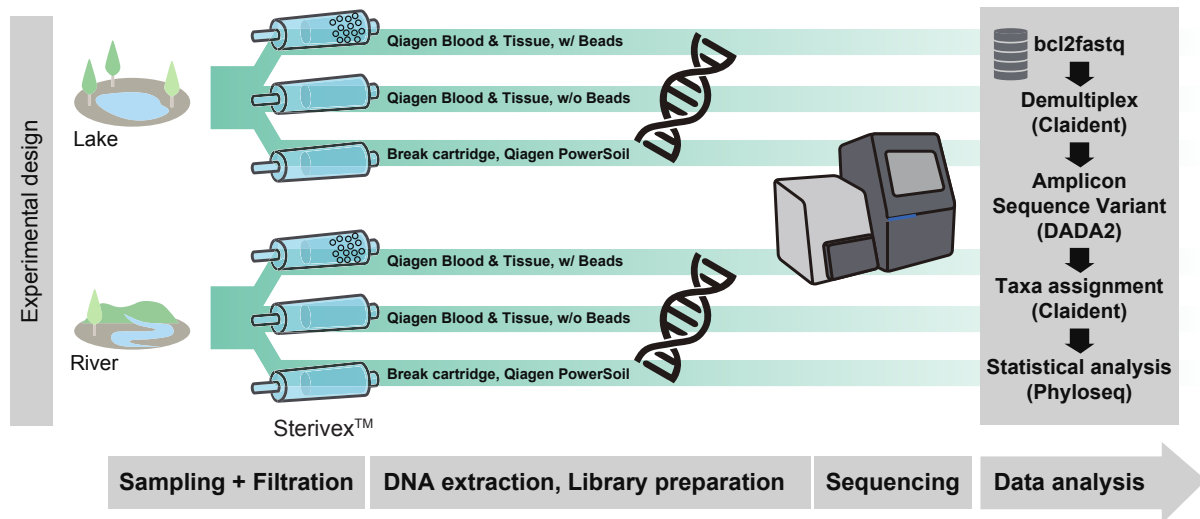 Experimental design
Lake
Qiagen Blood & Tissue, w/ Beads
Qiagen Blood & Tissue, w/o Beads
Break cartridge, Qiagen PowerSoil
River
Qiagen Blood & Tissue, w/ Beads
Qiagen Blood & Tissue, w/o Beads
Break cartridge, Qiagen PowerSoil
Sterivex™
bcl2fastq
Demultiplex
(Claident)
Amplicon
Sequence Variant
(DADA2)
Taxa assignment
(Claident)
Statistical analysis
(Phyloseq)
Sampling + Filtration
DNA extraction, Library preparation
Sequencing
Data analysis